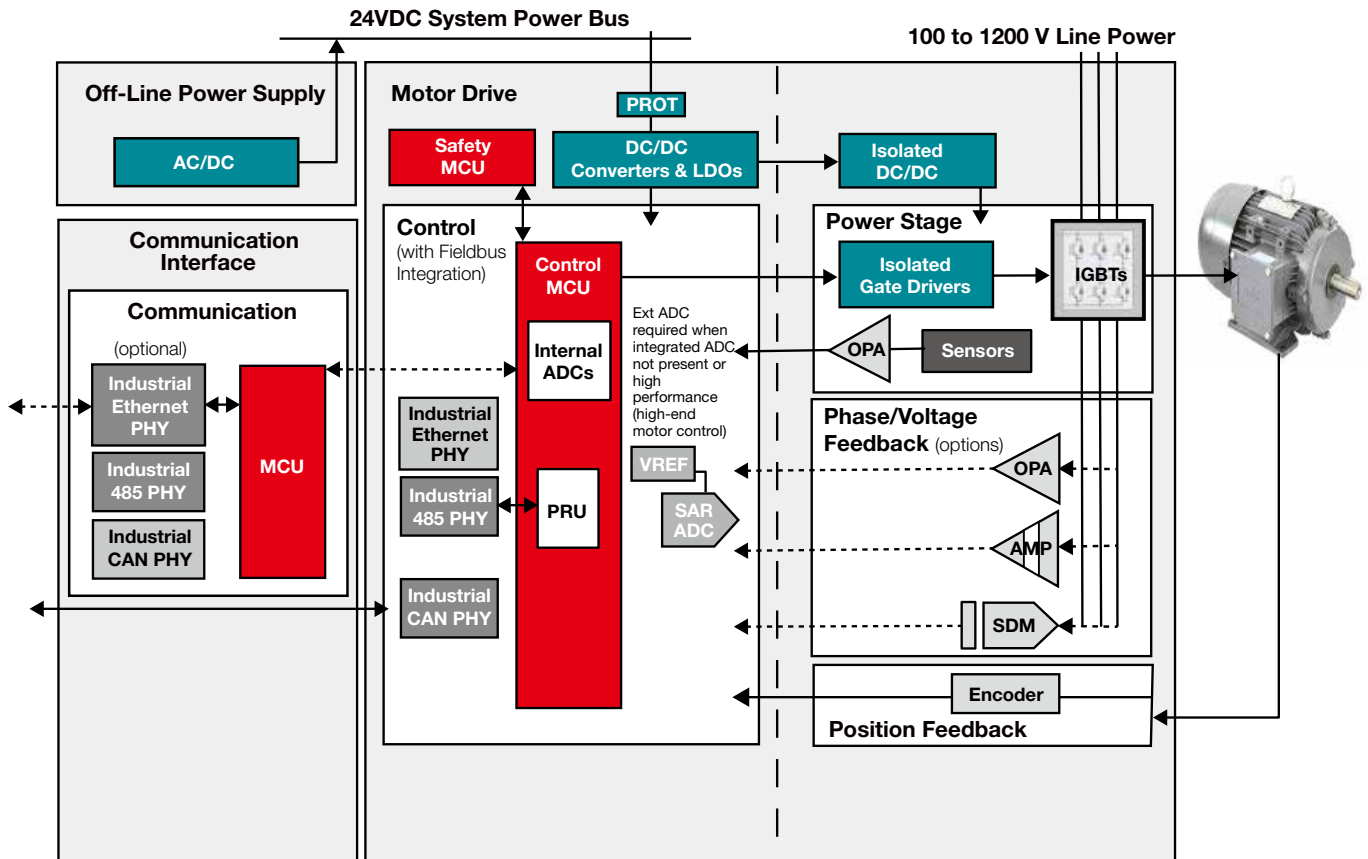 24VDC System Power Bus
100 to 1200 V Line Power
Off-Line Power Supply
AC/DC
Motor Drive
PROT
Safety
MCU
DC/DC
Converters & LDOs
Isolated
DC/DC
Communication
Interface
Communication
(optional)
Industrial
Ethernet
PHY
Industrial
485 PHY
Industrial
CAN PHY
MCU
Control
(with Fieldbus
Integration)
Control
MCU
Internal
ADCs
PRU
Industrial
Ethernet
PHY
Industrial
485 PHY
Industrial
CAN PHY
Ext ADC
required when
integrated ADC
not present or
high
performance
(high-end
motor control)
VREF
SAR
ADC
Power Stage
Isolated
Gate Drivers
IGBTs
OPA
Sensors
Phase/Voltage
Feedback (options)
OPA
AMP
SDM
Encoder
Position Feedback